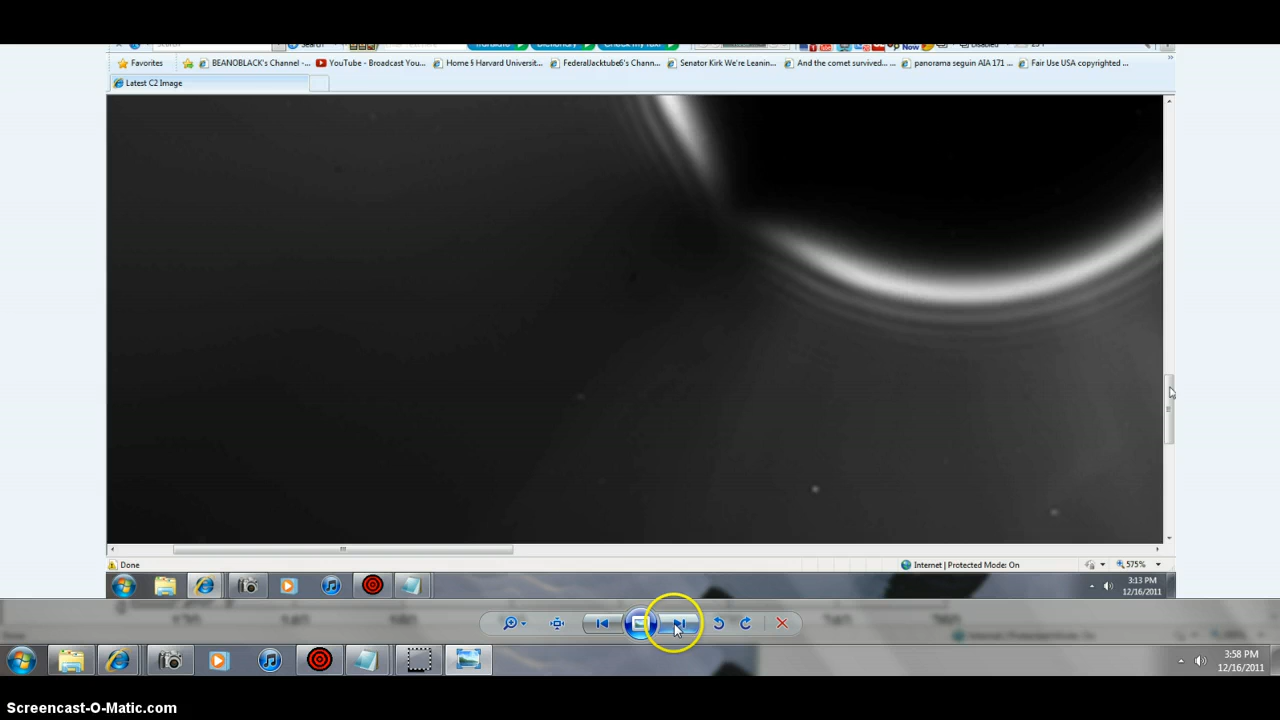 Search
Disabled
Favorites
BEANOBLACK's Channel -...
YouTube - Broadcast You...
Home § Harvard Universit...
FederalJacktube6's Chann...
Senator Kirk We're Leanin...
And the comet survived... ...
panorama seguin AIA 171 ...
Fair Use USA copyrighted ...
Latest C2 Image
Done
Internet | Protected Mode: On
575%
3:13 PM
12/16/2011
3:58 PM
12/16/2011
Screencast-O-Matic.com